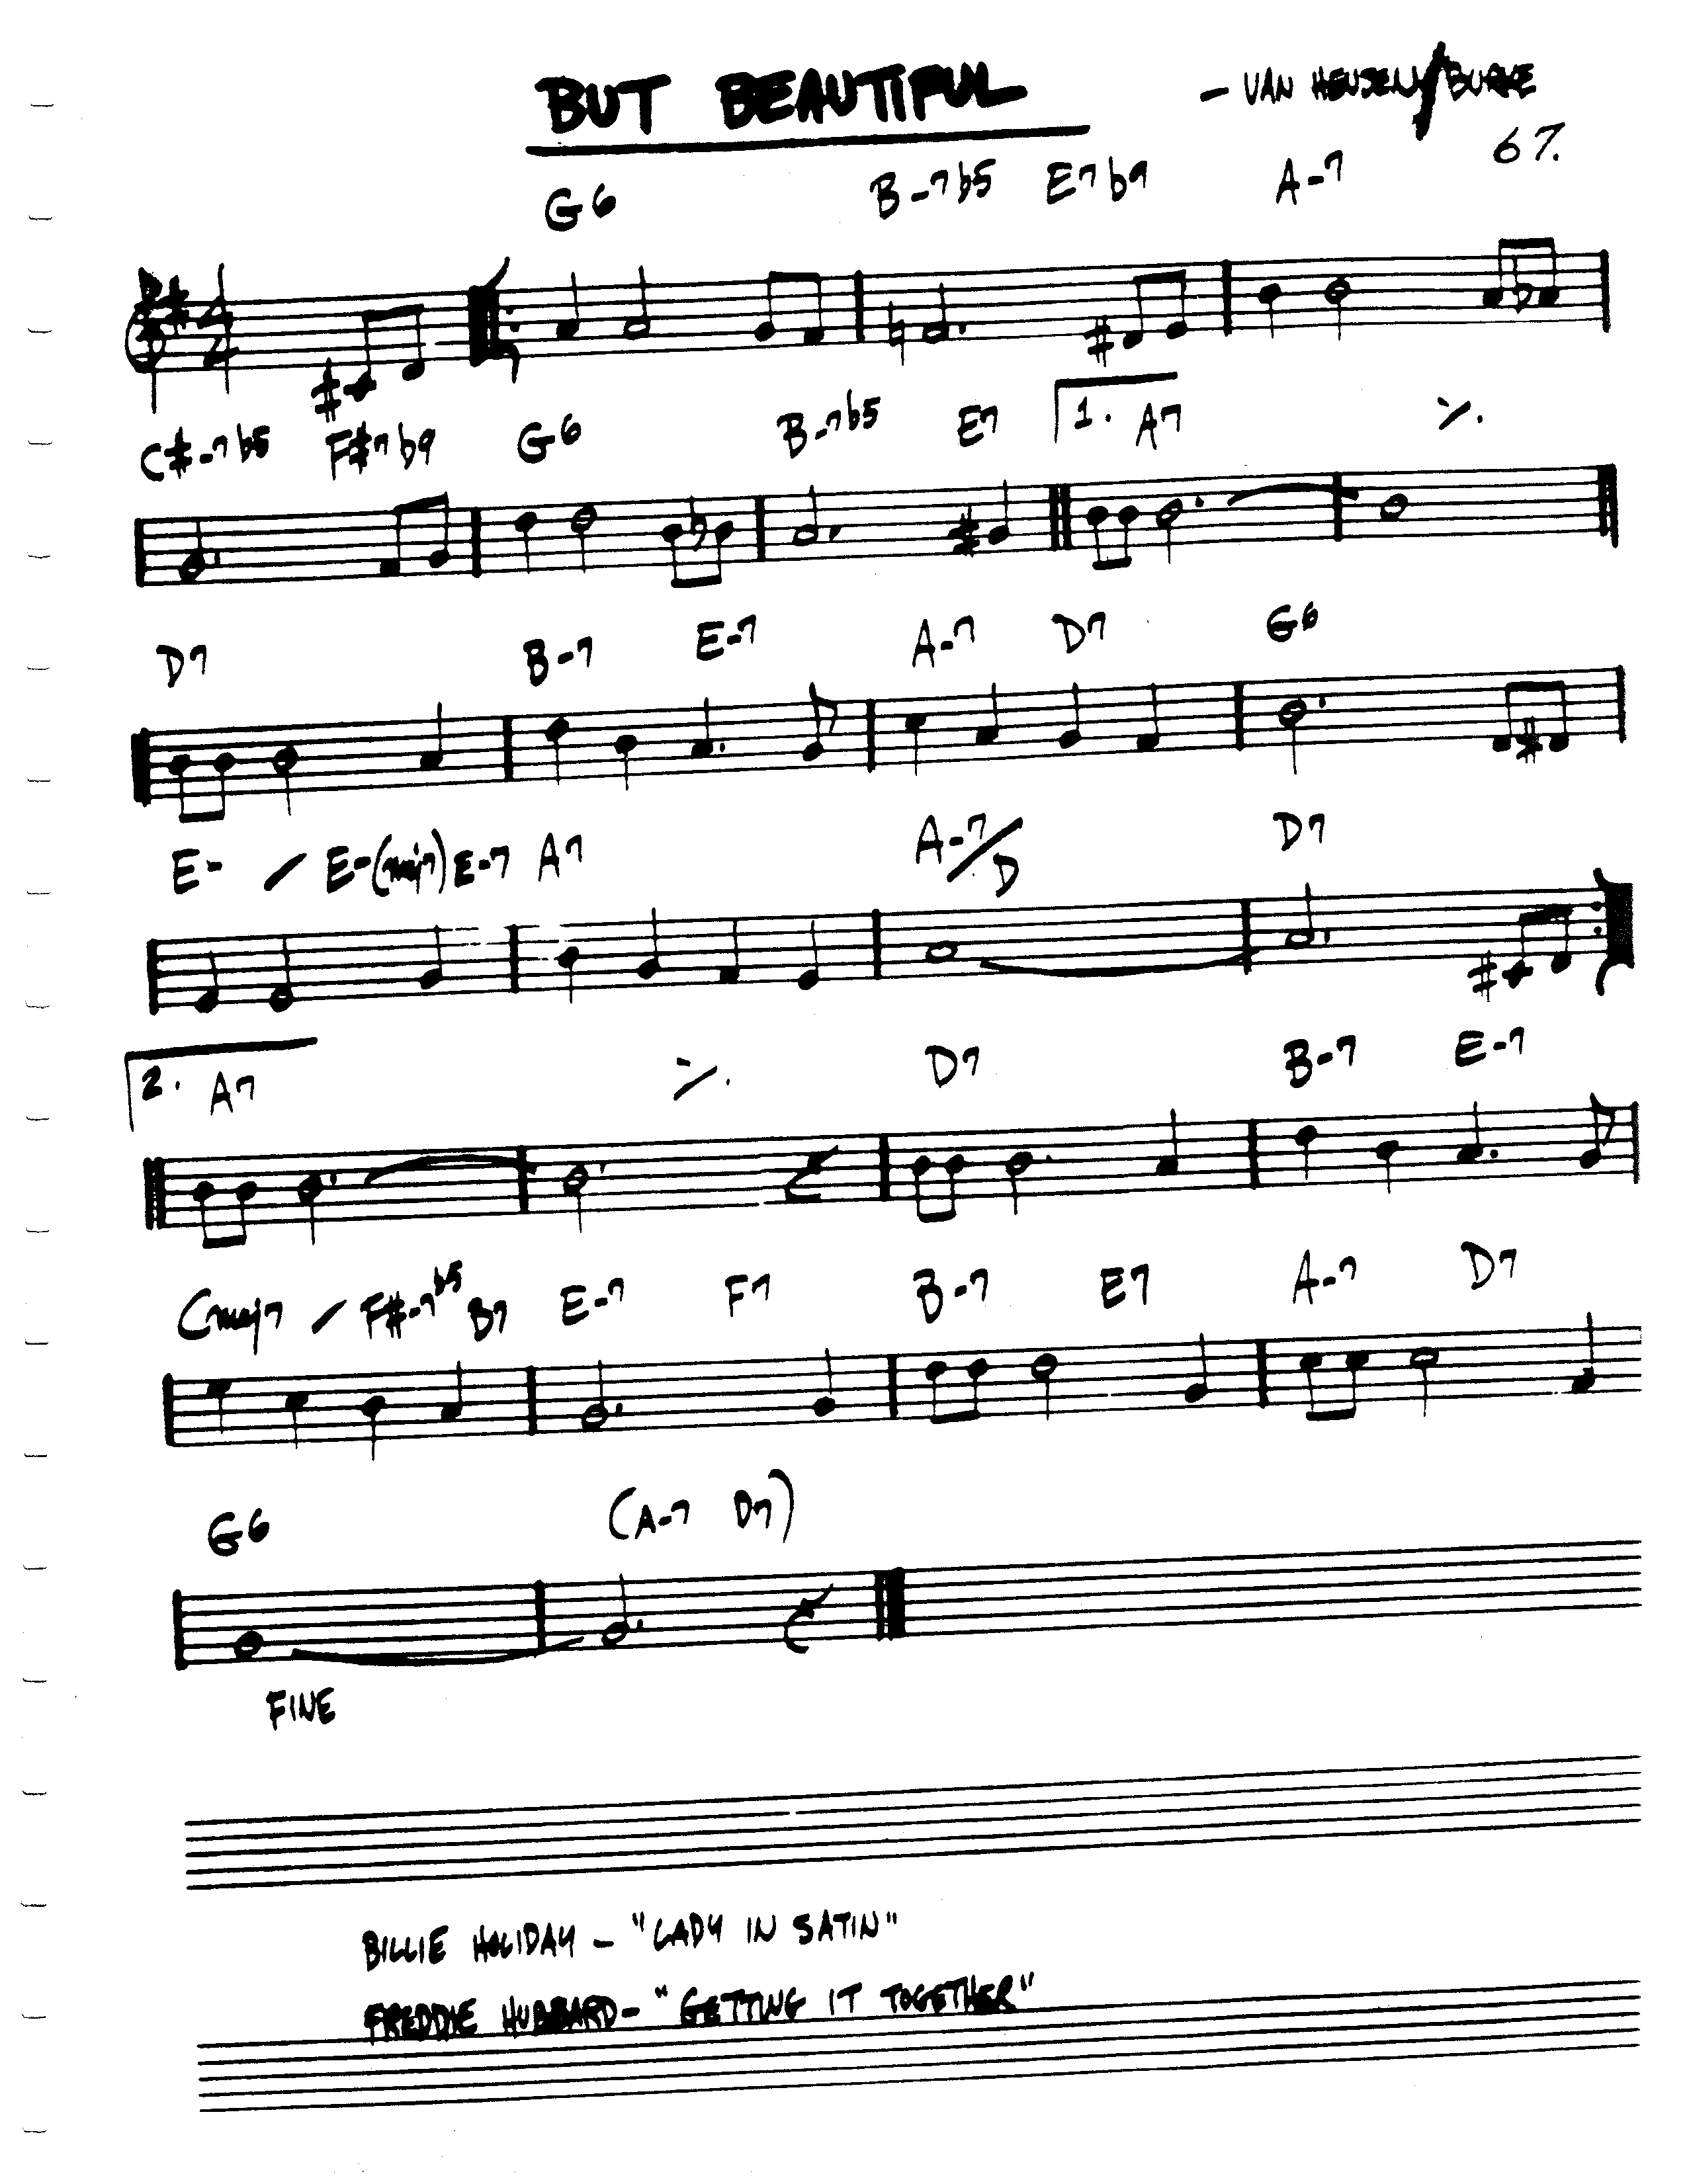 BUT BEAUTIFUL
- VAN HEUSEN/BURKE
67.
G6 B-7b5 E7b9 A-7
4/4
C#-7b5 F#7b9 G6 B-7b5 E7 1. A7 %
D7 B-7 E-7 A-7 D7 G6
E- / E-(maj7) E-7 A7 A-7/D D7
2. A7 % D7 B-7 E-7
Cmaj7 / F#-7b5 B7 E-7 F7 B-7 E7 A-7 D7
G6 (A-7 D7)
FINE
BILLIE HOLIDAY - "LADY IN SATIN"
FREDDIE HUBBARD - "GETTING IT TOGETHER"